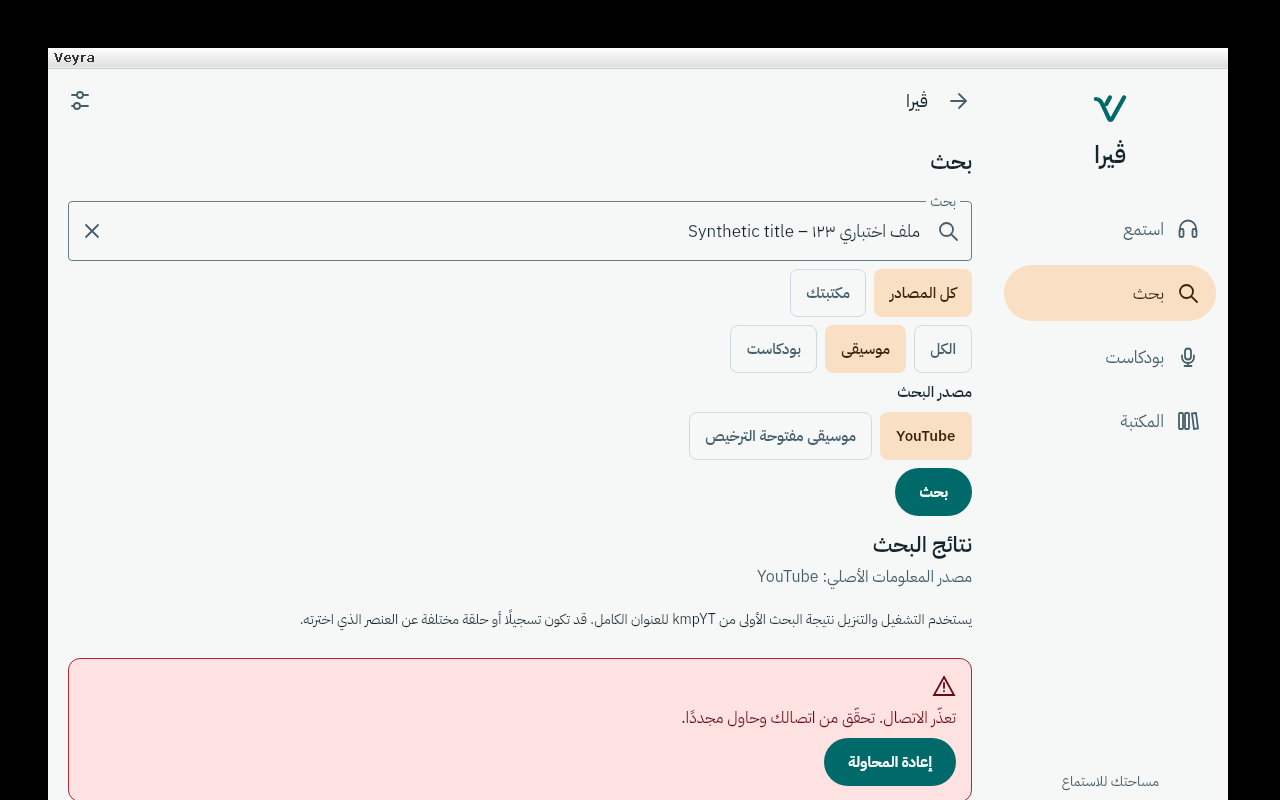 Veyra
ڤيرا
ڤيرا
استمع
بحث
بودكاست
المكتبة
مساحتك للاستماع
بحث
بحث
ملف اختباري ١٢٣ – Synthetic title
كل المصادر
مكتبتك
الكل
موسيقى
بودكاست
مصدر البحث
YouTube
موسيقى مفتوحة الترخيص
بحث
نتائج البحث
مصدر المعلومات الأصلي: YouTube
يستخدم التشغيل والتنزيل نتيجة البحث الأولى من kmpYT للعنوان الكامل. قد تكون تسجيلًا أو حلقة مختلفة عن العنصر الذي اخترته.
تعذّر الاتصال. تحقّق من اتصالك وحاول مجددًا.
إعادة المحاولة